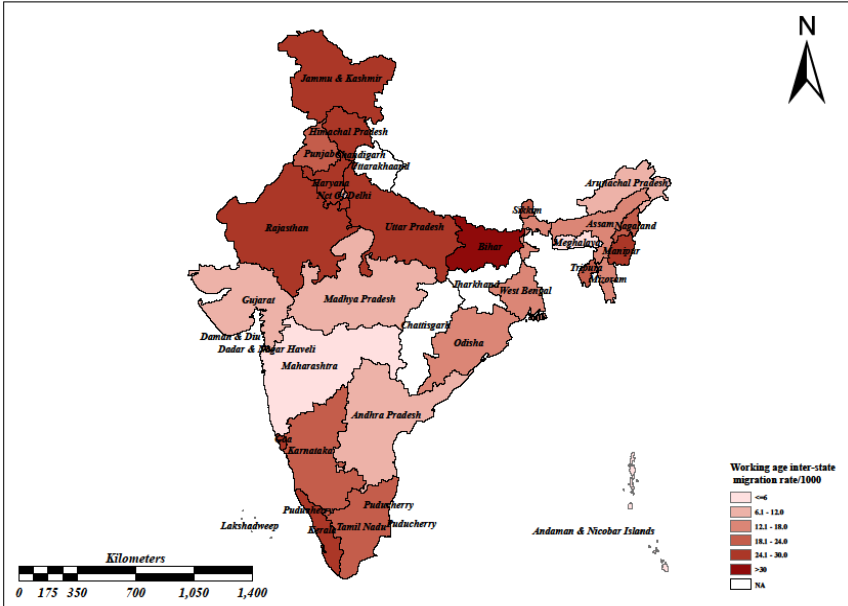 N
Jammu & Kashmir
Himachal Pradesh
Punjab
Chandigarh
Uttarakhaand
Haryana
Nct Of Delhi
Arunachal Pradesh
Rajasthan
Uttar Pradesh
Bihar
Sikkim
Assam
Nagaland
Meghalaya
Manipur
Tripura
Mizoram
Jharkhand
West Bengal
Gujarat
Madhya Pradesh
Chattisgarh
Daman & Diu
Dadar & Nagar Haveli
Odisha
Maharashtra
Andhra Pradesh
Goa
Karnataka
Puducherry
Puducherry
Puducherry
Lakshadweep
Kerala
Tamil Nadu
Andaman & Nicobar Islands
Working age inter-state
migration rate/1000
<=6
6.1 - 12.0
12.1 - 18.0
18.1 - 24.0
24.1 - 30.0
>30
NA
Kilometers
0 175 350 700 1,050 1,400